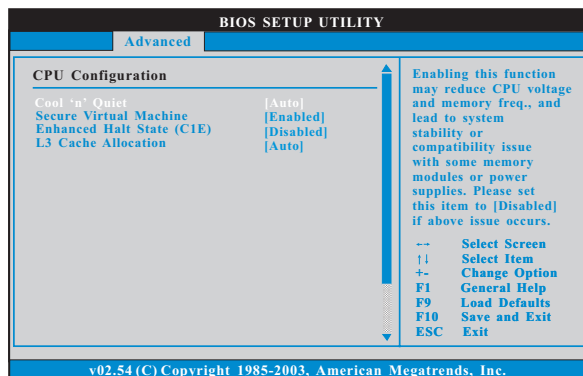 BIOS SETUP UTILITY
Advanced
CPU Configuration
Cool ‘n’ Quiet [Auto]
Secure Virtual Machine [Enabled]
Enhanced Halt State (C1E) [Disabled]
L3 Cache Allocation [Auto]
Enabling this function
may reduce CPU voltage
and memory freq., and
lead to system
stability or
compatibility issue
with some memory
modules or power
supplies. Please set
this item to [Disabled]
if above issue occurs.
←→ Select Screen
↑↓ Select Item
+- Change Option
F1 General Help
F9 Load Defaults
F10 Save and Exit
ESC Exit
v02.54 (C) Copyright 1985-2003, American Megatrends, Inc.